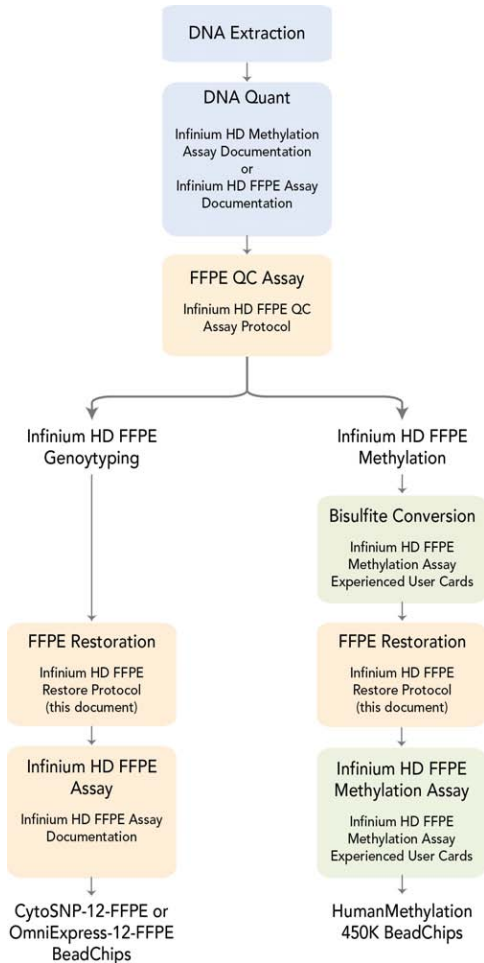 DNA Extraction
DNA Quant
Infinium HD Methylation
Assay Documentation
or
Infinium HD FFPE Assay
Documentation
FFPE QC Assay
Infinium HD FFPE QC
Assay Protocol
Infinium HD FFPE
Genoytyping
Infinium HD FFPE
Methylation
Bisulfite Conversion
Infinium HD FFPE
Methylation Assay
Experienced User Cards
FFPE Restoration
Infinium HD FFPE
Restore Protocol
(this document)
FFPE Restoration
Infinium HD FFPE
Restore Protocol
(this document)
Infinium HD FFPE
Assay
Infinium HD FFPE Assay
Documentation
Infinium HD FFPE
Methylation Assay
Infinium HD FFPE
Methylation Assay
Experienced User Cards
CytoSNP-12-FFPE or
OmniExpress-12-FFPE
BeadChips
HumanMethylation
450K BeadChips